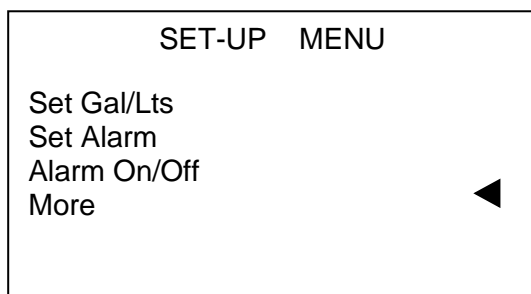 SET-UP MENU
Set Gal/Lts
Set Alarm
Alarm On/Off
More